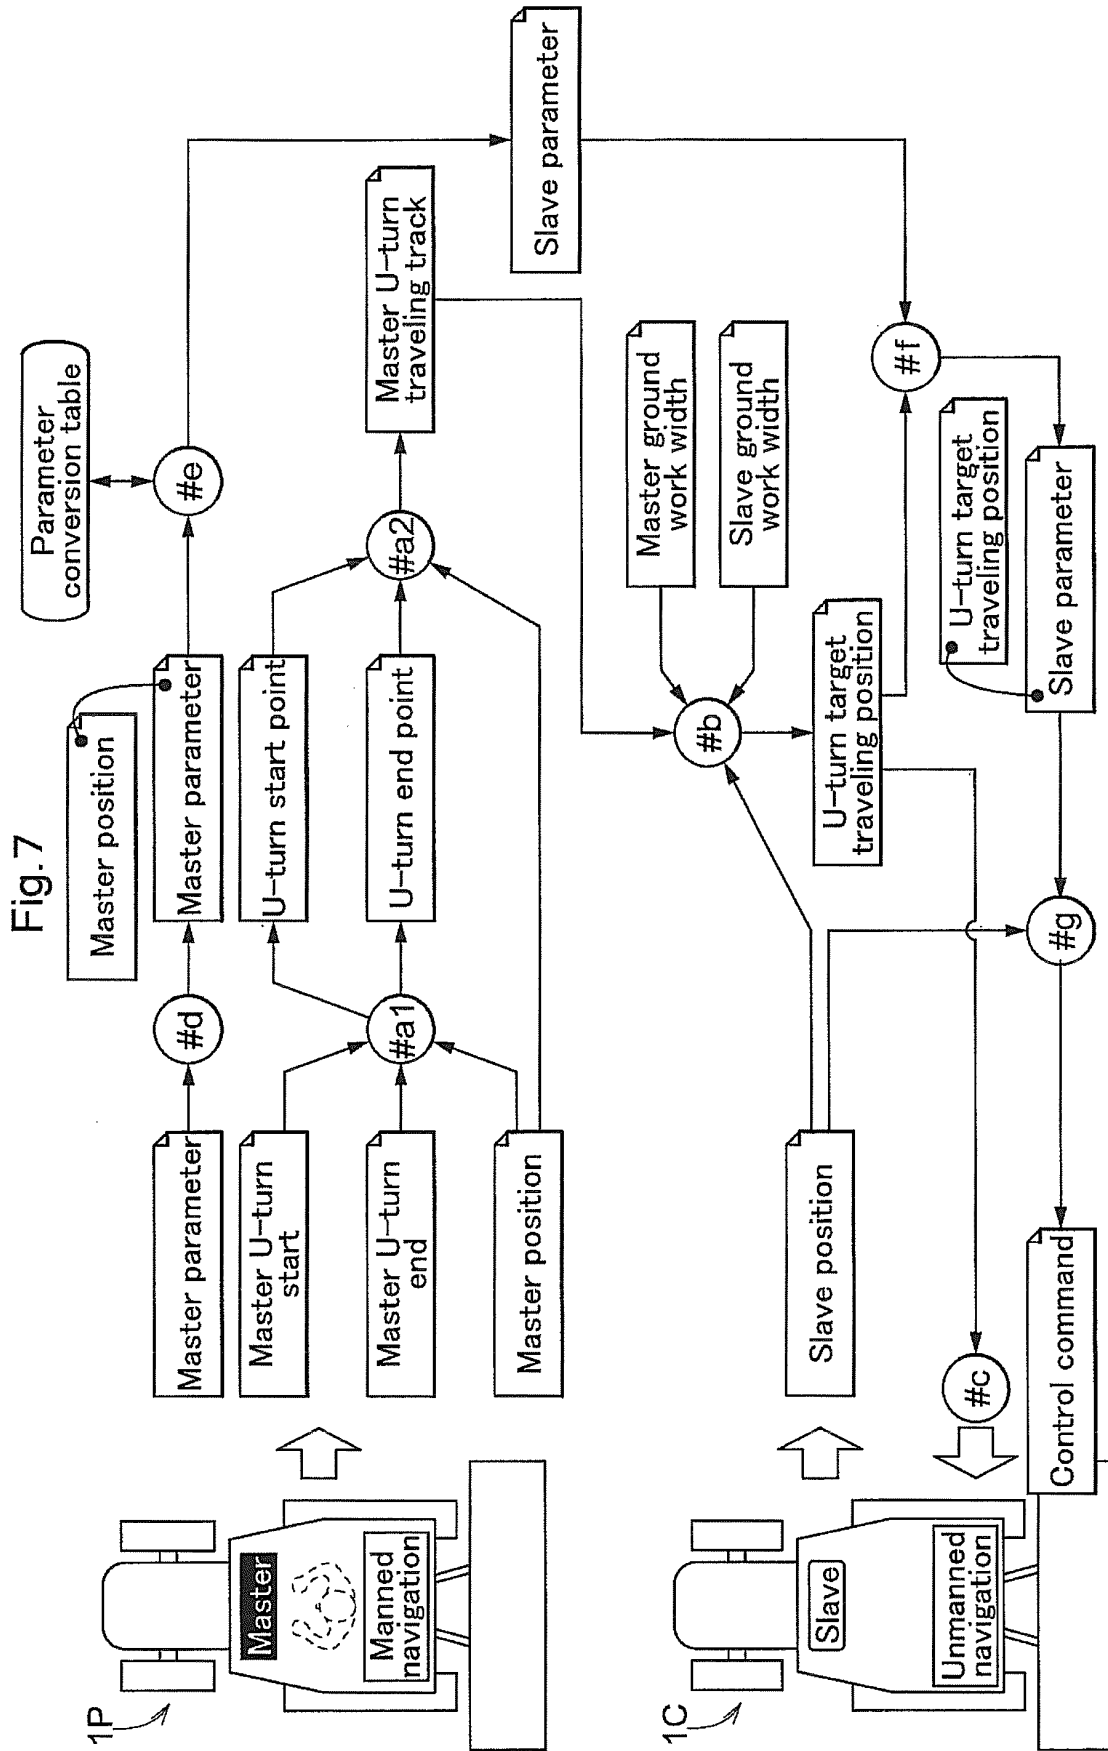 Fig.7
1P
Master
Manned
navigation
Master parameter
#d
Master position
Master parameter
#e
Parameter
conversion table
Master U-turn
start
Master U-turn
end
Master position
#a1
U-turn start point
U-turn end point
#a2
Master U-turn
traveling track
Slave parameter
1C
Slave
Unmanned
navigation
Slave position
#b
Master ground
work width
Slave ground
work width
U-turn target
traveling position
#f
#c
U-turn target
traveling position
Slave parameter
#g
Control command